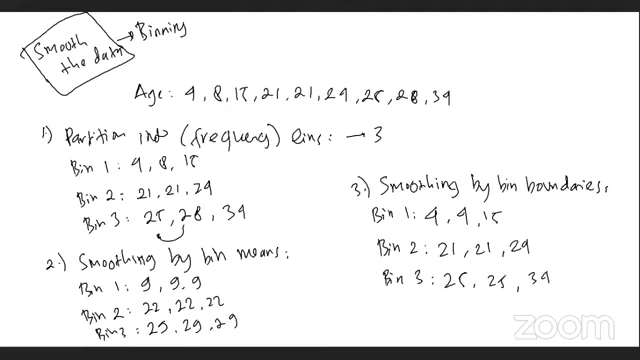 Smooth → Binning
the data
Age: 4, 8, 15, 21, 21, 24, 25, 28, 34
1.) Partition into (frequency) bins: → 3
Bin 1: 4, 8, 15
Bin 2: 21, 21, 24
Bin 3: 25, 28, 34
2.) Smoothing by bin means:
Bin 1: 9, 9, 9
Bin 2: 22, 22, 22
Bin 3: 29, 29, 29
3.) Smoothing by bin boundaries:
Bin 1: 4, 4, 15
Bin 2: 21, 21, 24
Bin 3: 25, 25, 34
zoom